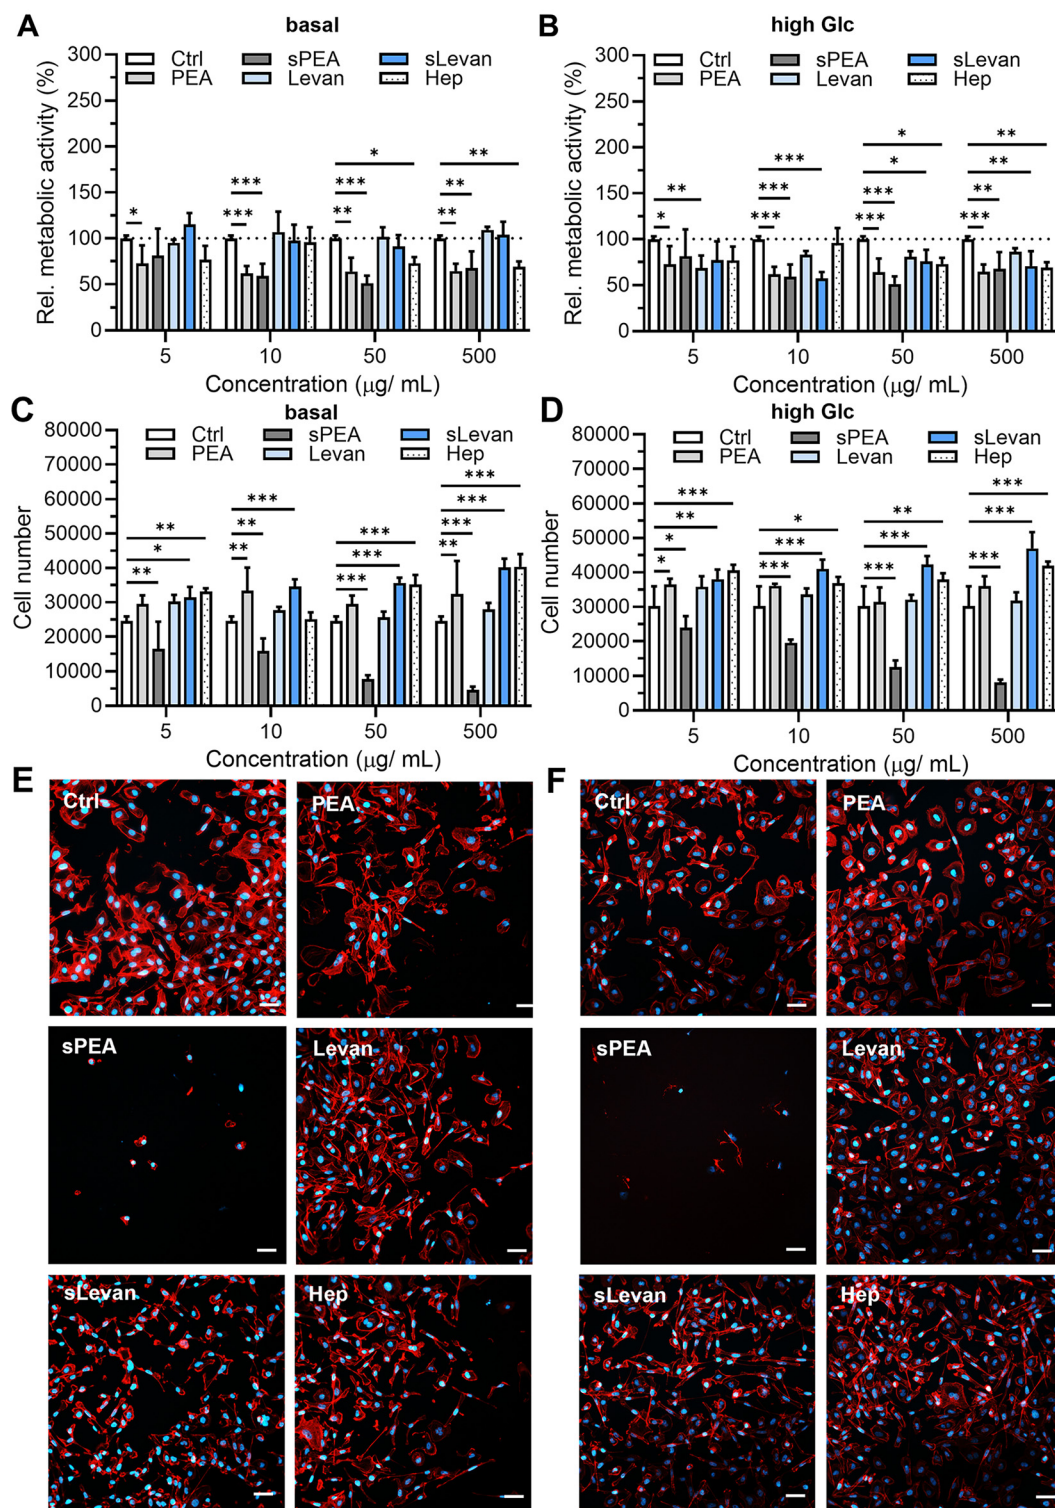 A
basal
Rel. metabolic activity (%)
300
250
200
150
100
50
0
Ctrl sPEA sLevan
PEA Levan Hep
* *** ***
*** *** ** ** **
* *** ** **
5 10 50 500
Concentration (μg/ mL)
B
high Glc
Rel. metabolic activity (%)
300
250
200
150
100
50
0
Ctrl sPEA sLevan
PEA Levan Hep
* **
*** * **
** *** *** **
* *** *** ***
5 10 50 500
Concentration (μg/ mL)
C
basal
Cell number
80000
70000
60000
50000
40000
30000
20000
10000
0
Ctrl sPEA sLevan
PEA Levan Hep
***
*** ***
** ** *** ***
* ** *** **
** ***
5 10 50 500
Concentration (μg/ mL)
D
high Glc
Cell number
80000
70000
60000
50000
40000
30000
20000
10000
0
Ctrl sPEA sLevan
PEA Levan Hep
*** ***
** * ** ***
* *** ***
* *** *** ***
5 10 50 500
Concentration (μg/ mL)
E
Ctrl
PEA
sPEA
Levan
sLevan
Hep
F
Ctrl
PEA
sPEA
Levan
sLevan
Hep